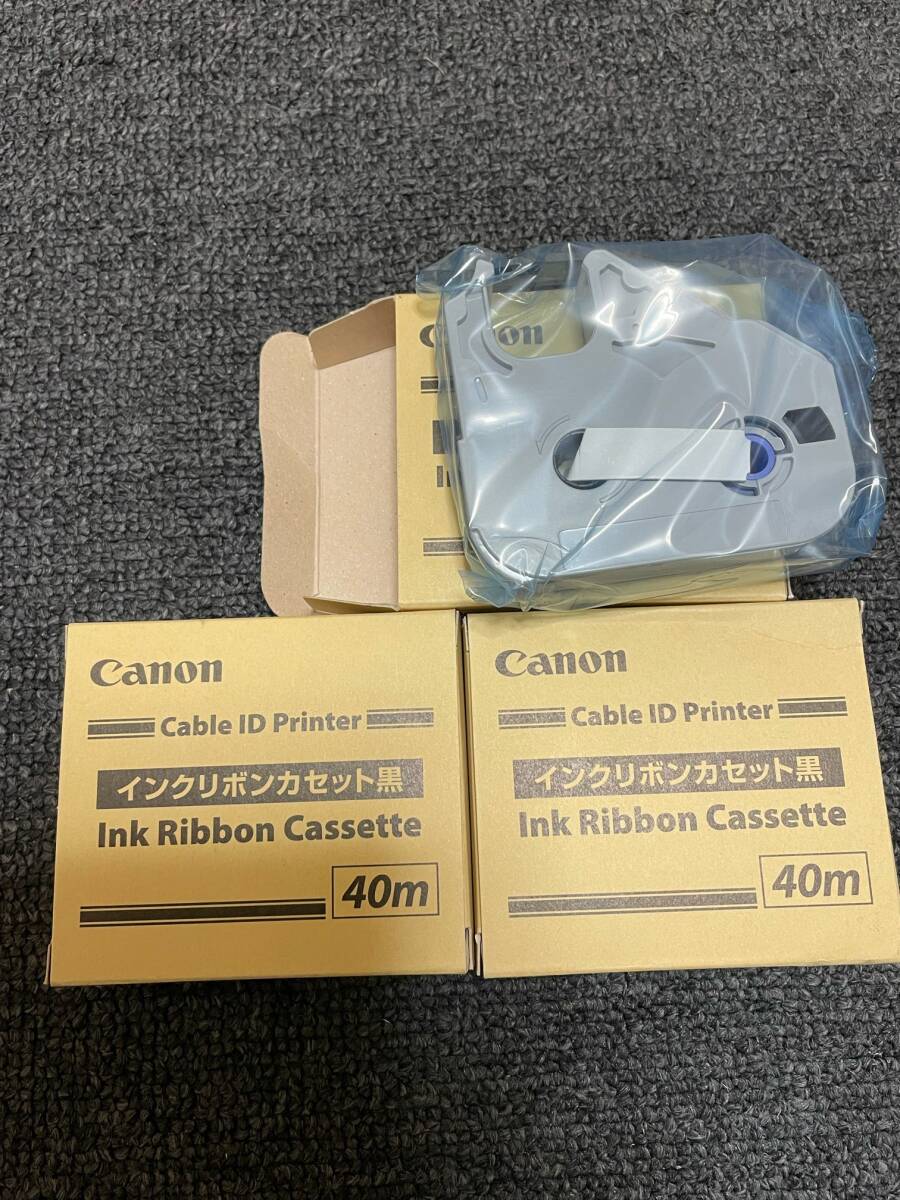 Canon
Canon
Cable ID Printer
インクリボンカセット黒
Ink Ribbon Cassette
40m
Canon
Cable ID Printer
インクリボンカセット黒
Ink Ribbon Cassette
40m